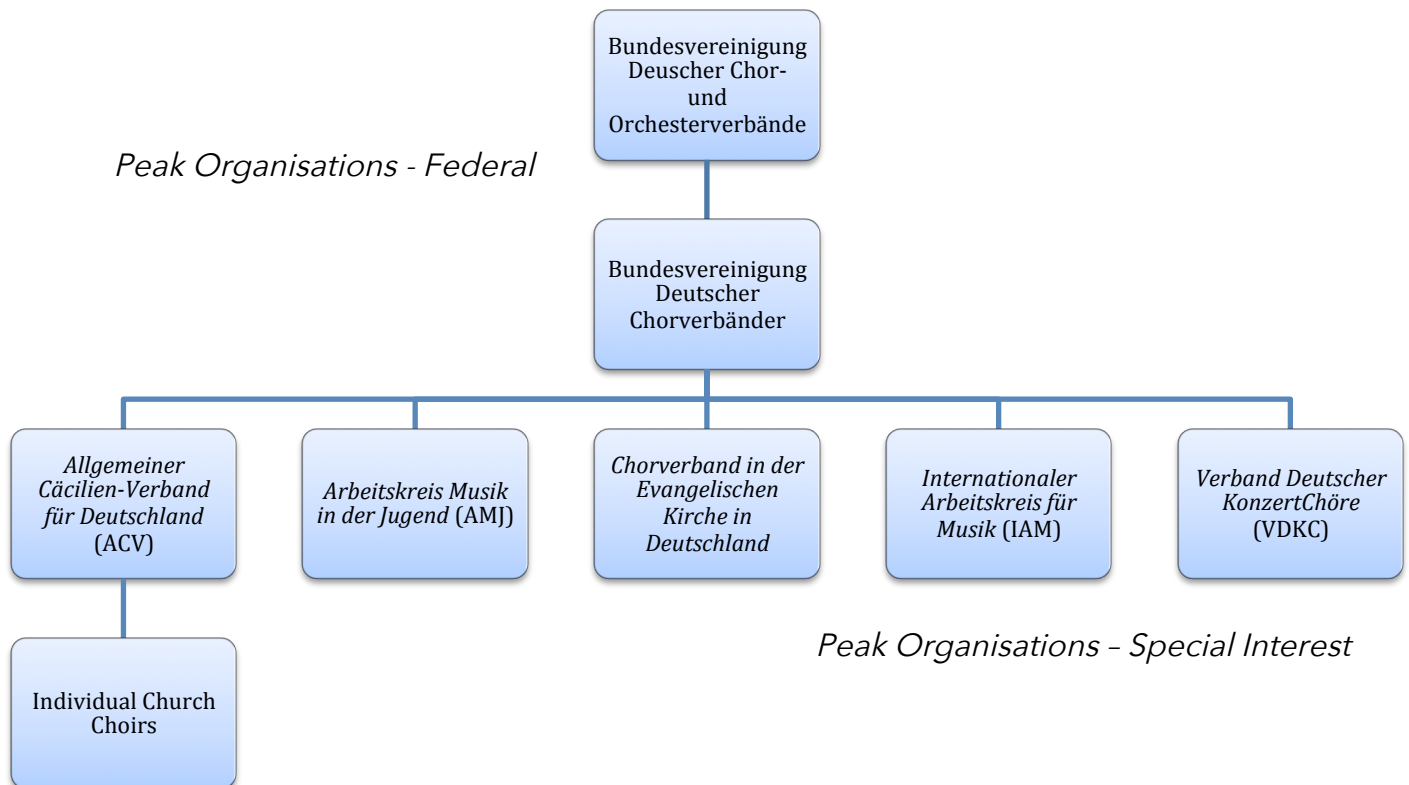 Bundesvereinigung
Deuscher Chor-
und
Orchesterverbände
Peak Organisations - Federal
Bundesvereinigung
Deutscher
Chorverbänder
Allgemeiner
Cäcilien-Verband
für Deutschland
(ACV)
Arbeitskreis Musik
in der Jugend (AMJ)
Chorverband in der
Evangelischen
Kirche in
Deutschland
Internationaler
Arbeitskreis für
Musik (IAM)
Verband Deutscher
KonzertChöre
(VDKC)
Peak Organisations – Special Interest
Individual Church
Choirs